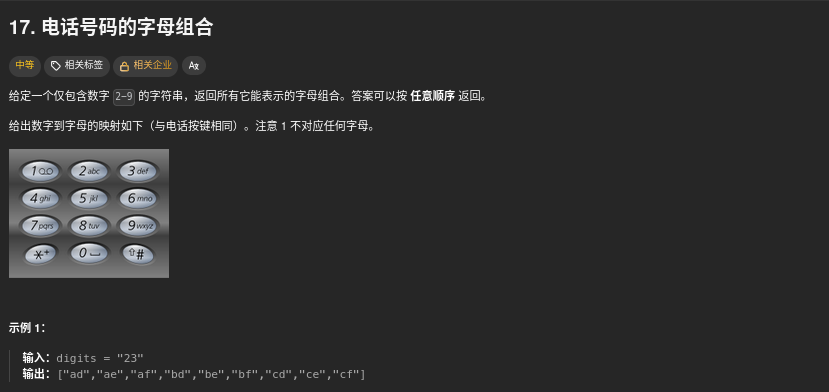 17. 电话号码的字母组合
中等 相关标签 相关企业 Aあ
给定一个仅包含数字 2-9 的字符串，返回所有它能表示的字母组合。答案可以按 任意顺序 返回。
给出数字到字母的映射如下（与电话按键相同）。注意 1 不对应任何字母。
1 2 abc 3 def
4 ghi 5 jkl 6 mno
7 pqrs 8 tuv 9 wxyz
* + 0 ⇧ #
示例 1：
输入：digits = "23"
输出：["ad","ae","af","bd","be","bf","cd","ce","cf"]